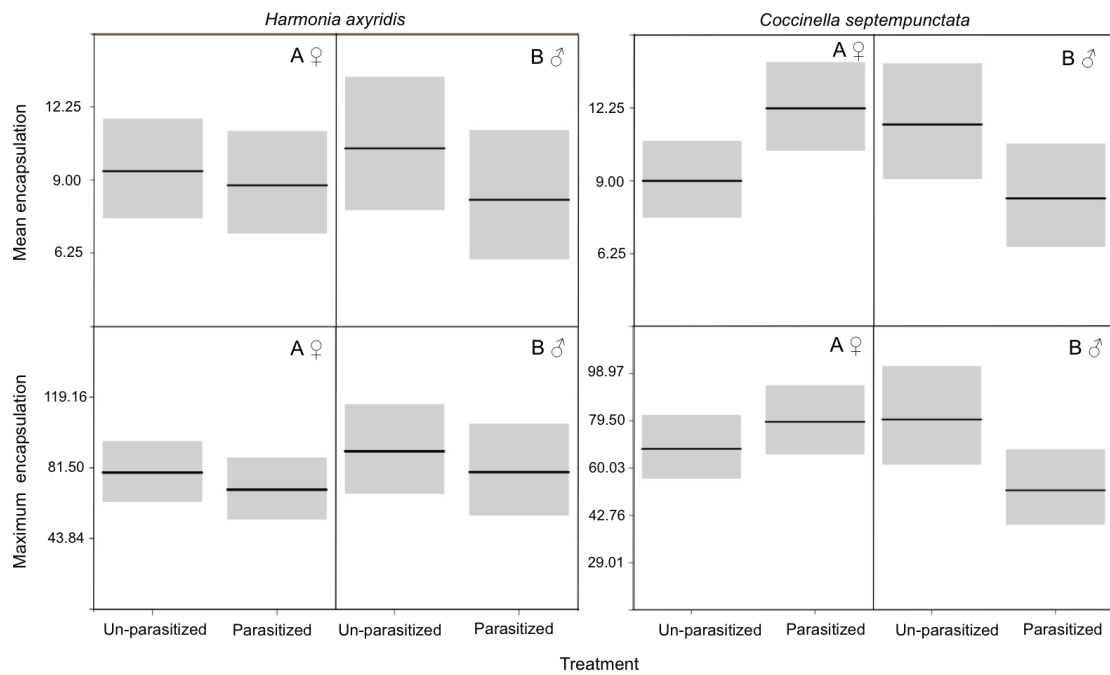 Harmonia axyridis
Coccinella septempunctata
Mean encapsulation
12.25
9.00
6.25
A ♀
B ♂
12.25
9.00
6.25
A ♀
B ♂
Maximum encapsulation
119.16
81.50
43.84
A ♀
B ♂
98.97
79.50
60.03
42.76
29.01
A ♀
B ♂
Un-parasitized
Parasitized
Un-parasitized
Parasitized
Un-parasitized
Parasitized
Un-parasitized
Parasitized
Treatment